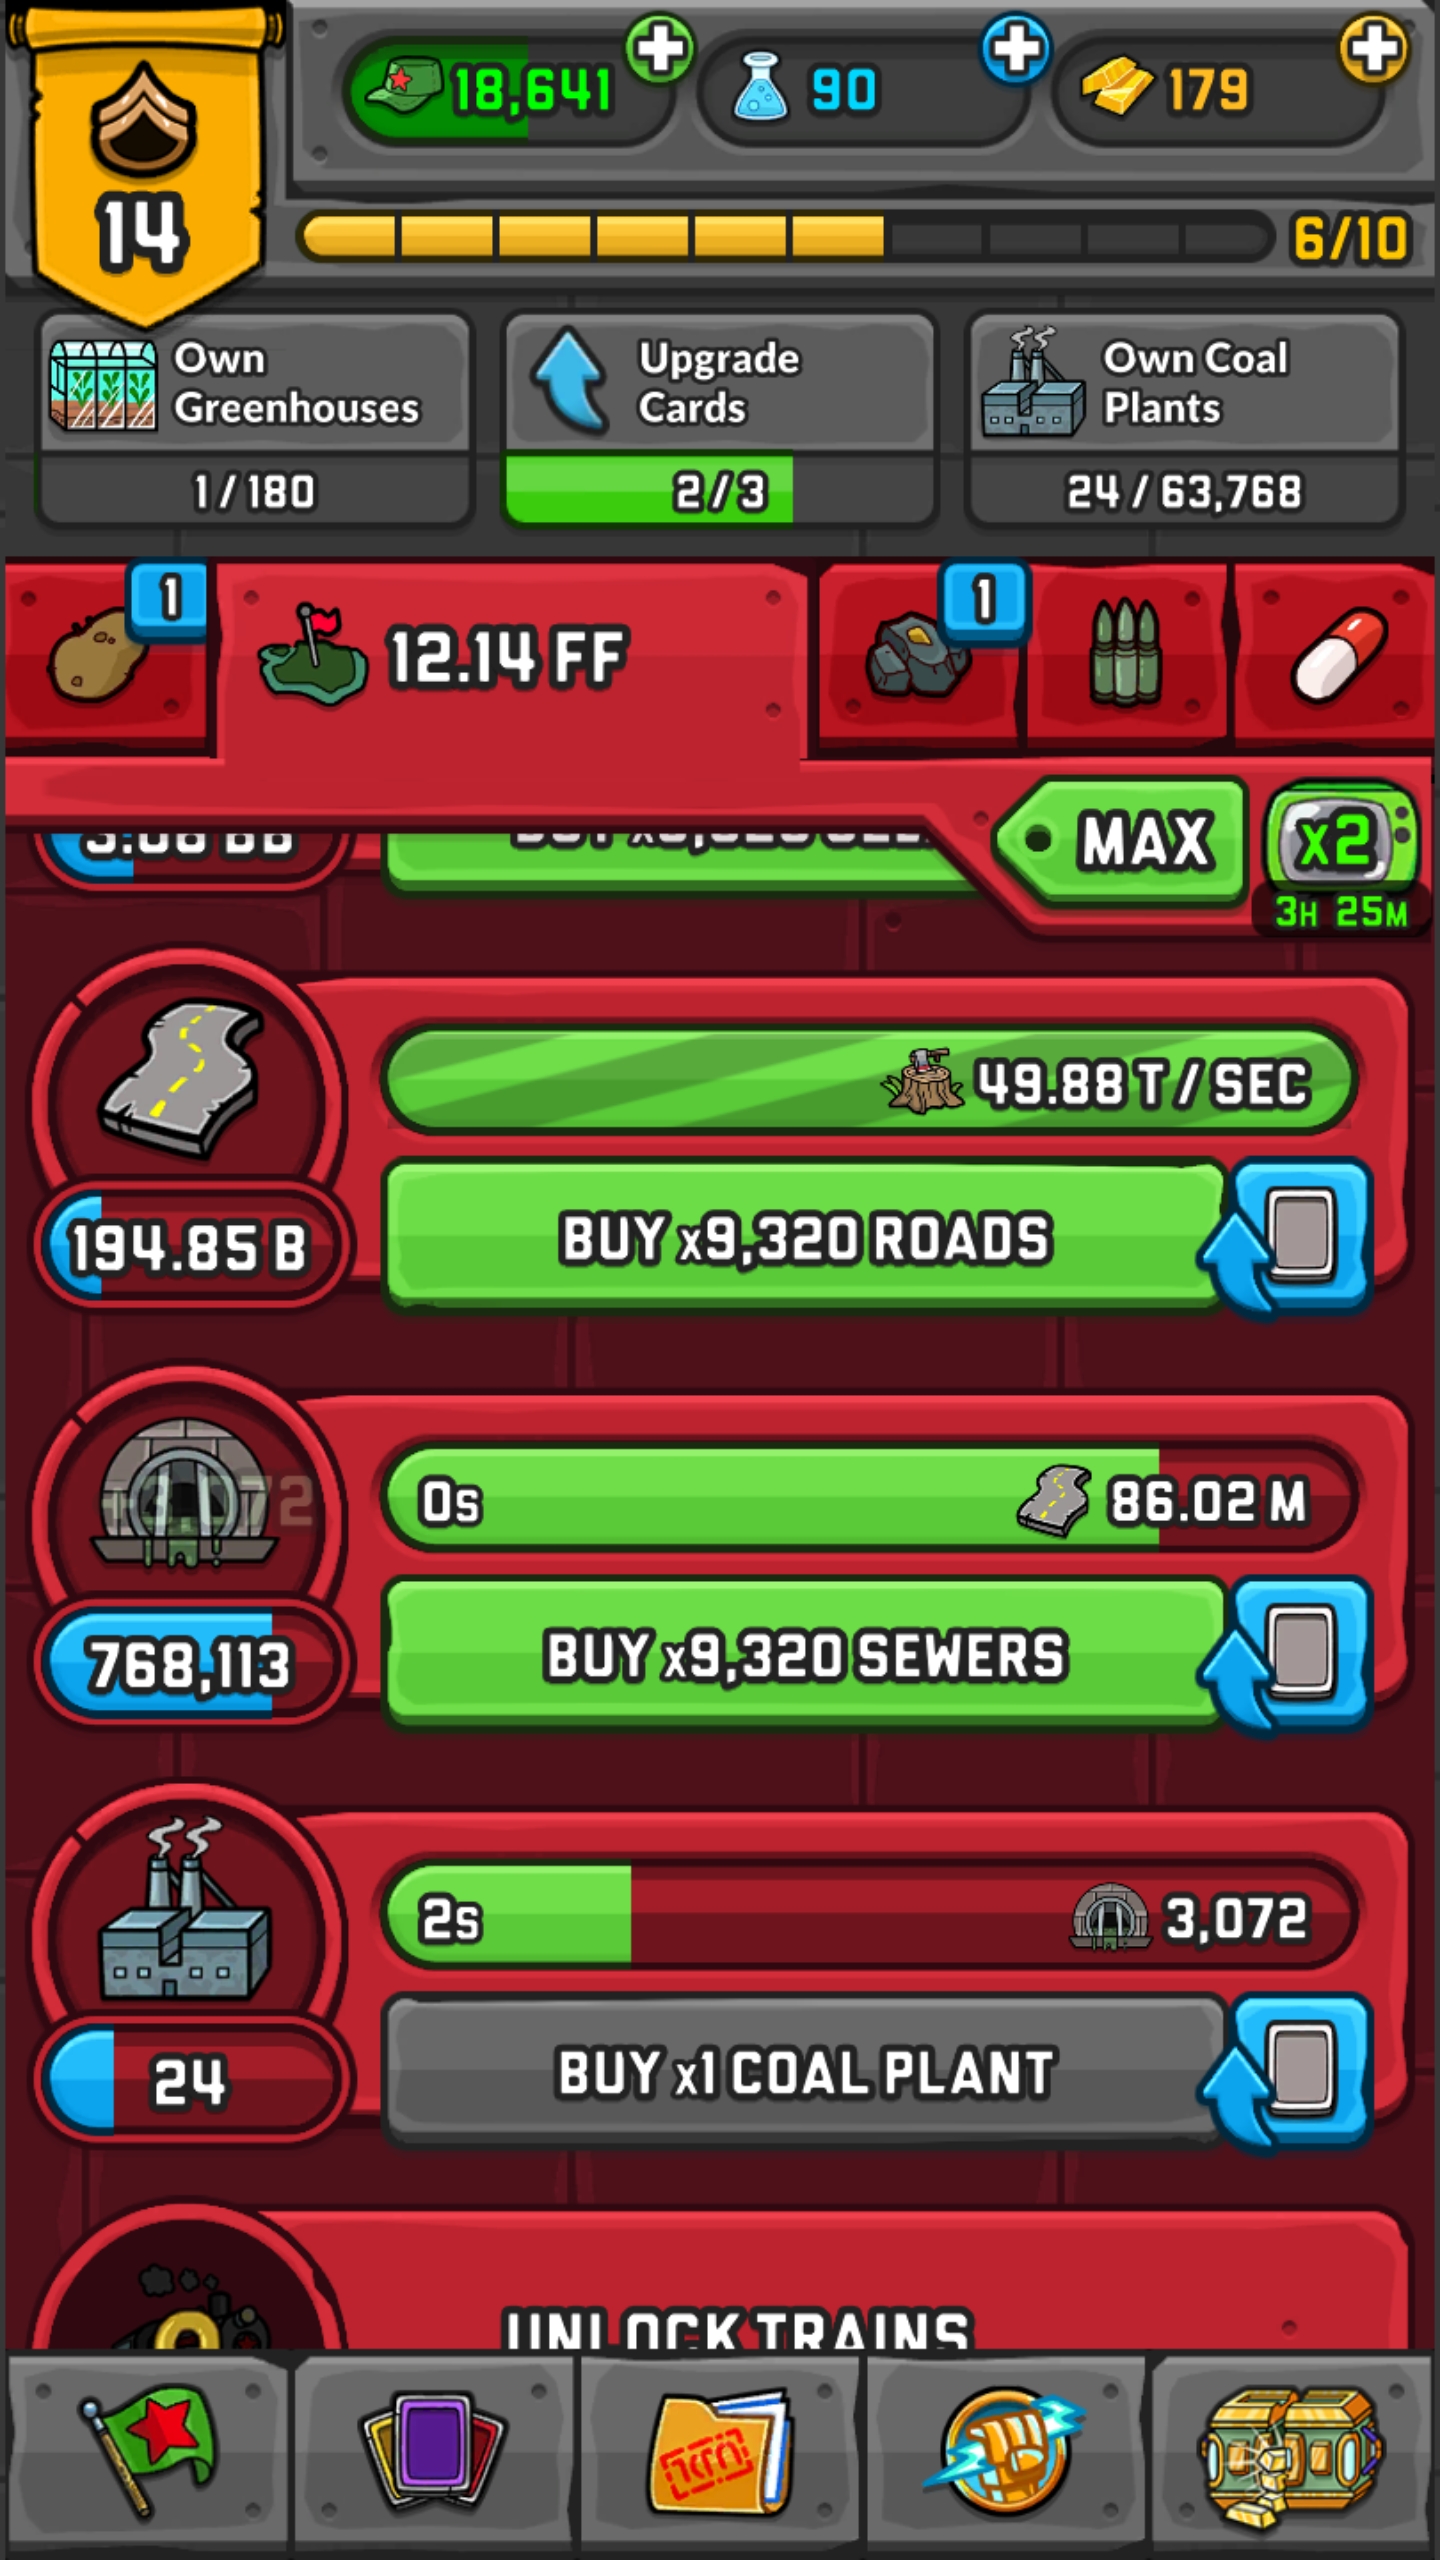 18,641
90
179
14
6/10
Own
Greenhouses
1/180
Upgrade
Cards
2/3
Own Coal
Plants
24/63,768
1
12.14 FF
1
MAX
x2
3H 25M
49.88 T / SEC
194.85 B
BUY x9,320 ROADS
0s
86.02 M
768,113
BUY x9,320 SEWERS
2s
3,072
24
BUY x1 COAL PLANT
UNLOCK TRAINS